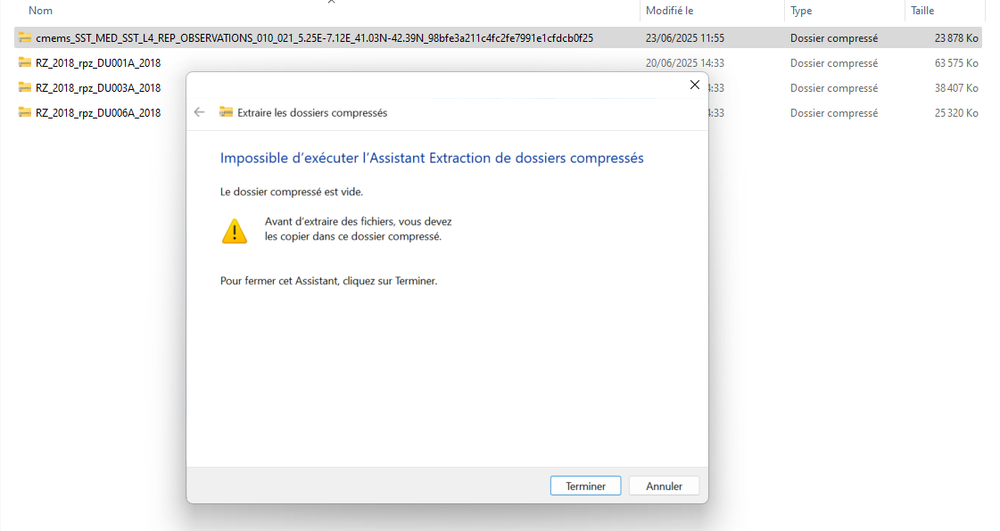 Nom Modifié le Type Taille
cmems_SST_MED_SST_L4_REP_OBSERVATIONS_010_021_5.25E-7.12E_41.03N-42.39N_98bfe3a211c4fc2fe7991e1cfdcb0f25 23/06/2025 11:55 Dossier compressé 23 878 Ko
RZ_2018_rpz_DU001A_2018 20/06/2025 14:33 Dossier compressé 63 575 Ko
RZ_2018_rpz_DU003A_2018 4:33 Dossier compressé 38 407 Ko
RZ_2018_rpz_DU006A_2018 4:33 Dossier compressé 25 320 Ko
Extraire les dossiers compressés
Impossible d’exécuter l’Assistant Extraction de dossiers compressés
Le dossier compressé est vide.
Avant d’extraire des fichiers, vous devez
les copier dans ce dossier compressé.
Pour fermer cet Assistant, cliquez sur Terminer.
Terminer Annuler